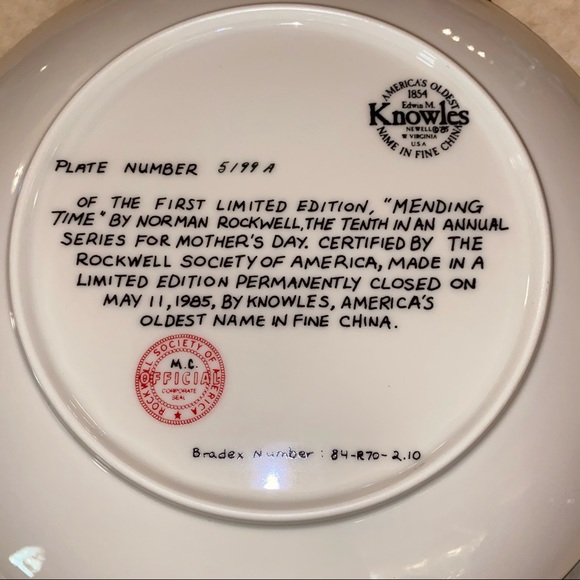 AMERICA'S OLDEST
1854
Edwin M.
Knowles
NEWELL © '85
W VIRGINIA
USA
NAME IN FINE CHINA
PLATE NUMBER 5199 A
OF THE FIRST LIMITED EDITION, "MENDING
TIME" BY NORMAN ROCKWELL, THE TENTH IN AN ANNUAL
SERIES FOR MOTHER'S DAY. CERTIFIED BY THE
ROCKWELL SOCIETY OF AMERICA, MADE IN A
LIMITED EDITION PERMANENTLY CLOSED ON
MAY 11, 1985, BY KNOWLES, AMERICA'S
OLDEST NAME IN FINE CHINA.
ROCKWELL SOCIETY OF AMERICA
M.C.
OFFICIAL
CORPORATE
SEAL
Bradex Number : 84-R70-2.10